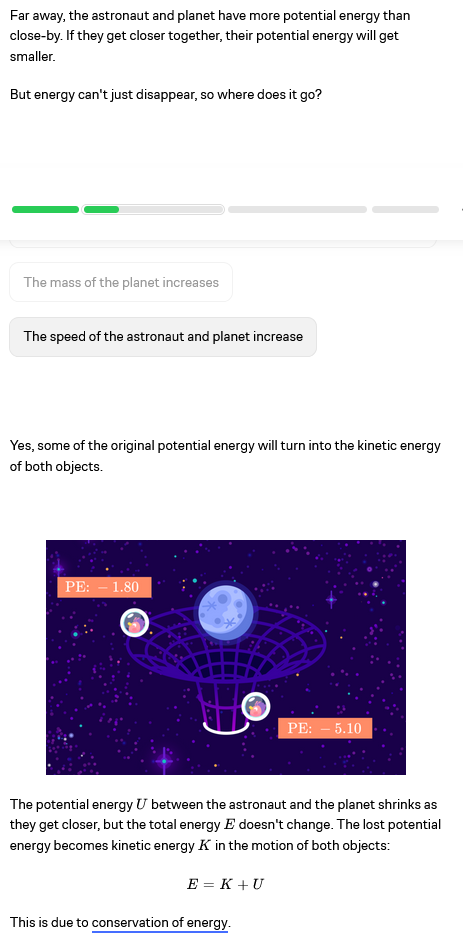 Far away, the astronaut and planet have more potential energy than
close-by. If they get closer together, their potential energy will get
smaller.
But energy can't just disappear, so where does it go?
The mass of the planet increases
The speed of the astronaut and planet increase
Yes, some of the original potential energy will turn into the kinetic energy
of both objects.
PE: − 1.80
PE: − 5.10
The potential energy U between the astronaut and the planet shrinks as
they get closer, but the total energy E doesn't change. The lost potential
energy becomes kinetic energy K in the motion of both objects:
E = K + U
This is due to conservation of energy.